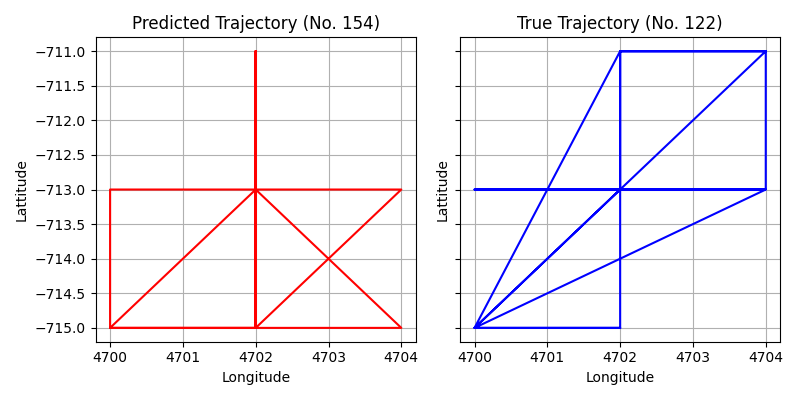 Predicted Trajectory (No. 154)
True Trajectory (No. 122)
Lattitude
−711.0
−711.5
−712.0
−712.5
−713.0
−713.5
−714.0
−714.5
−715.0
4700 4701 4702 4703 4704
Longitude
Lattitude
4700 4701 4702 4703 4704
Longitude